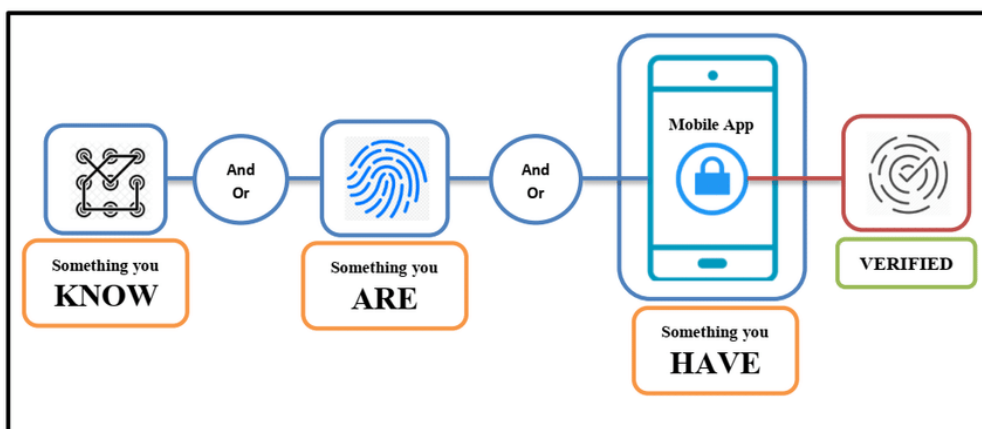 Something you
KNOW
And
Or
Something you
ARE
And
Or
Mobile App
Something you
HAVE
VERIFIED